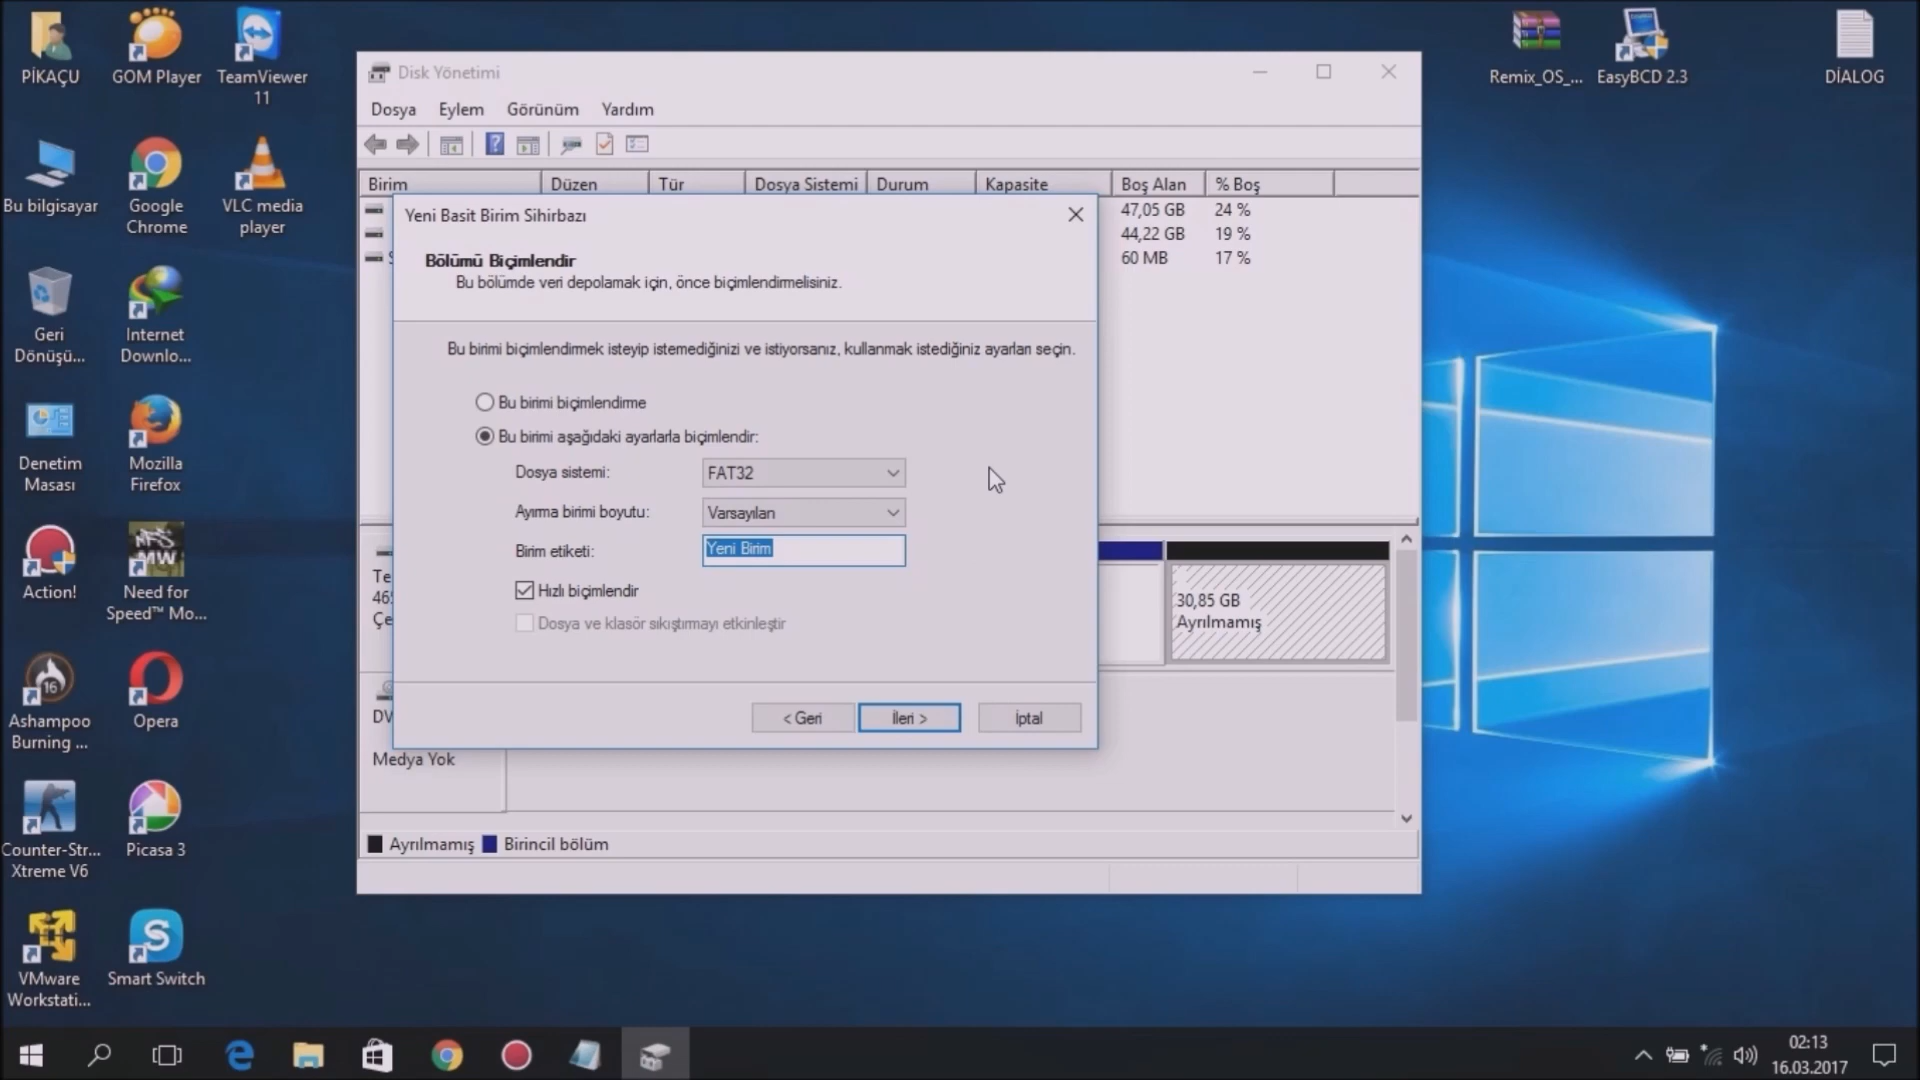 PİKAÇU
GOM Player
TeamViewer
11
Bu bilgisayar
Google
Chrome
VLC media
player
Geri
Dönüşü...
Internet
Downlo...
Denetim
Masası
Mozilla
Firefox
Action!
Need for
Speed™ Mo...
Ashampoo
Burning ...
Opera
Counter-Str...
Xtreme V6
Picasa 3
VMware
Workstati...
Smart Switch
Remix_OS_...
EasyBCD 2.3
DİALOG
Disk Yönetimi
Dosya Eylem Görünüm Yardım
Birim Düzen Tür Dosya Sistemi Durum Kapasite Boş Alan % Boş
47,05 GB 24 %
44,22 GB 19 %
60 MB 17 %
Yeni Basit Birim Sihirbazı
Bölümü Biçimlendir
Bu bölümde veri depolamak için, önce biçimlendirmelisiniz.
Bu birimi biçimlendirmek isteyip istemediğinizi ve istiyorsanız, kullanmak istediğiniz ayarları seçin.
Bu birimi biçimlendirme
Bu birimi aşağıdaki ayarlarla biçimlendir:
Dosya sistemi: FAT32
Ayırma birimi boyutu: Varsayılan
Birim etiketi: Yeni Birim
Hızlı biçimlendir
Dosya ve klasör sıkıştırmayı etkinleştir
< Geri İleri > İptal
30,85 GB
Ayrılmamış
Medya Yok
Ayrılmamış Birincil bölüm
02:13
16.03.2017